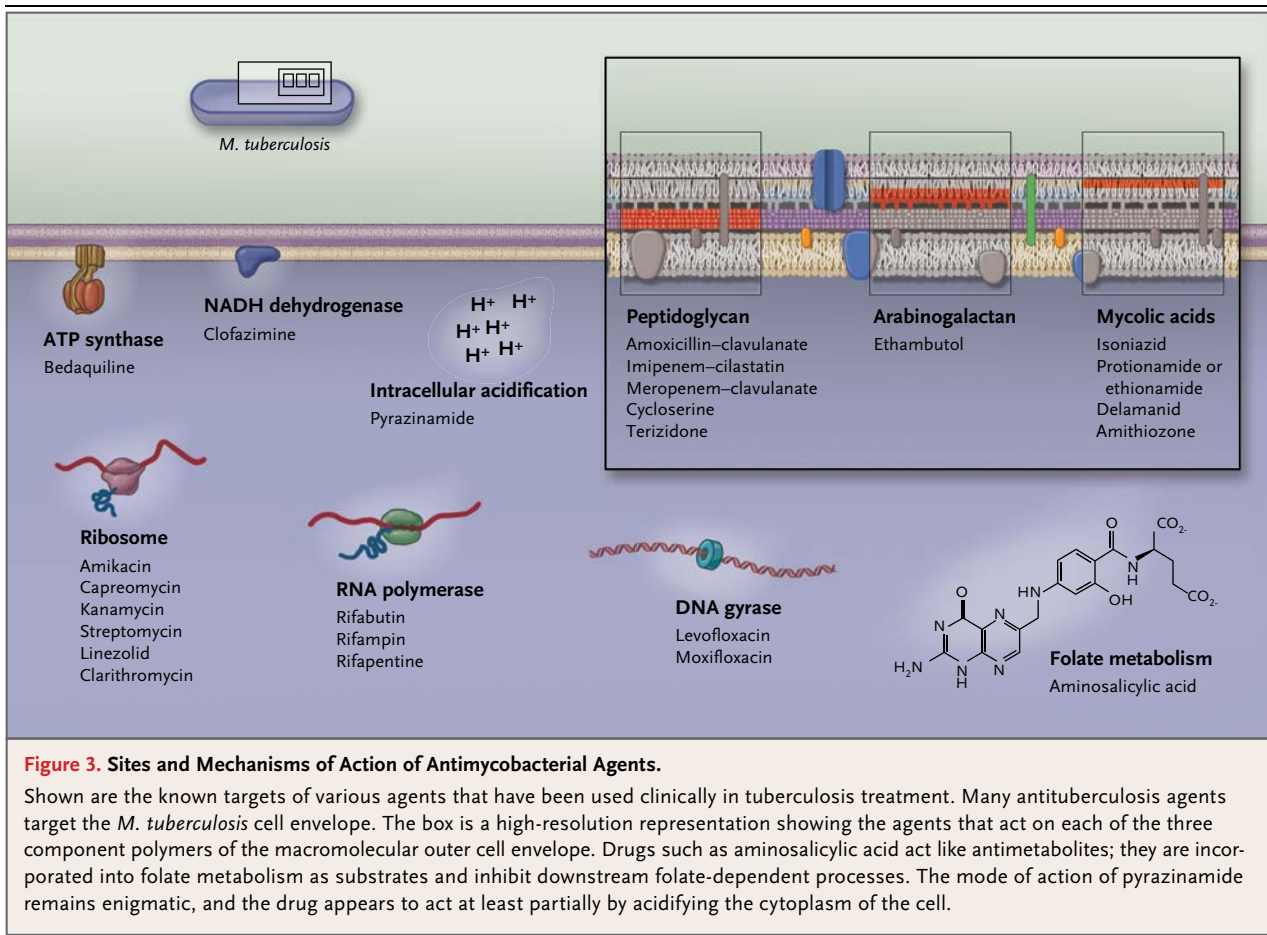 M. tuberculosis
ATP synthase
Bedaquiline
NADH dehydrogenase
Clofazimine
H+ H+
H+ H+
H+ H+
Intracellular acidification
Pyrazinamide
Peptidoglycan
Amoxicillin–clavulanate
Imipenem–cilastatin
Meropenem–clavulanate
Cycloserine
Terizidone
Arabinogalactan
Ethambutol
Mycolic acids
Isoniazid
Protionamide or
ethionamide
Delamanid
Amithiozone
Ribosome
Amikacin
Capreomycin
Kanamycin
Streptomycin
Linezolid
Clarithromycin
RNA polymerase
Rifabutin
Rifampin
Rifapentine
DNA gyrase
Levofloxacin
Moxifloxacin
O
CO2-
N
H
OH
CO2-
HN
O
N
N
H2N
N
H
N
Folate metabolism
Aminosalicylic acid
Figure 3. Sites and Mechanisms of Action of Antimycobacterial Agents.
Shown are the known targets of various agents that have been used clinically in tuberculosis treatment. Many antituberculosis agents
target the M. tuberculosis cell envelope. The box is a high-resolution representation showing the agents that act on each of the three
component polymers of the macromolecular outer cell envelope. Drugs such as aminosalicylic acid act like antimetabolites; they are incor-
porated into folate metabolism as substrates and inhibit downstream folate-dependent processes. The mode of action of pyrazinamide
remains enigmatic, and the drug appears to act at least partially by acidifying the cytoplasm of the cell.